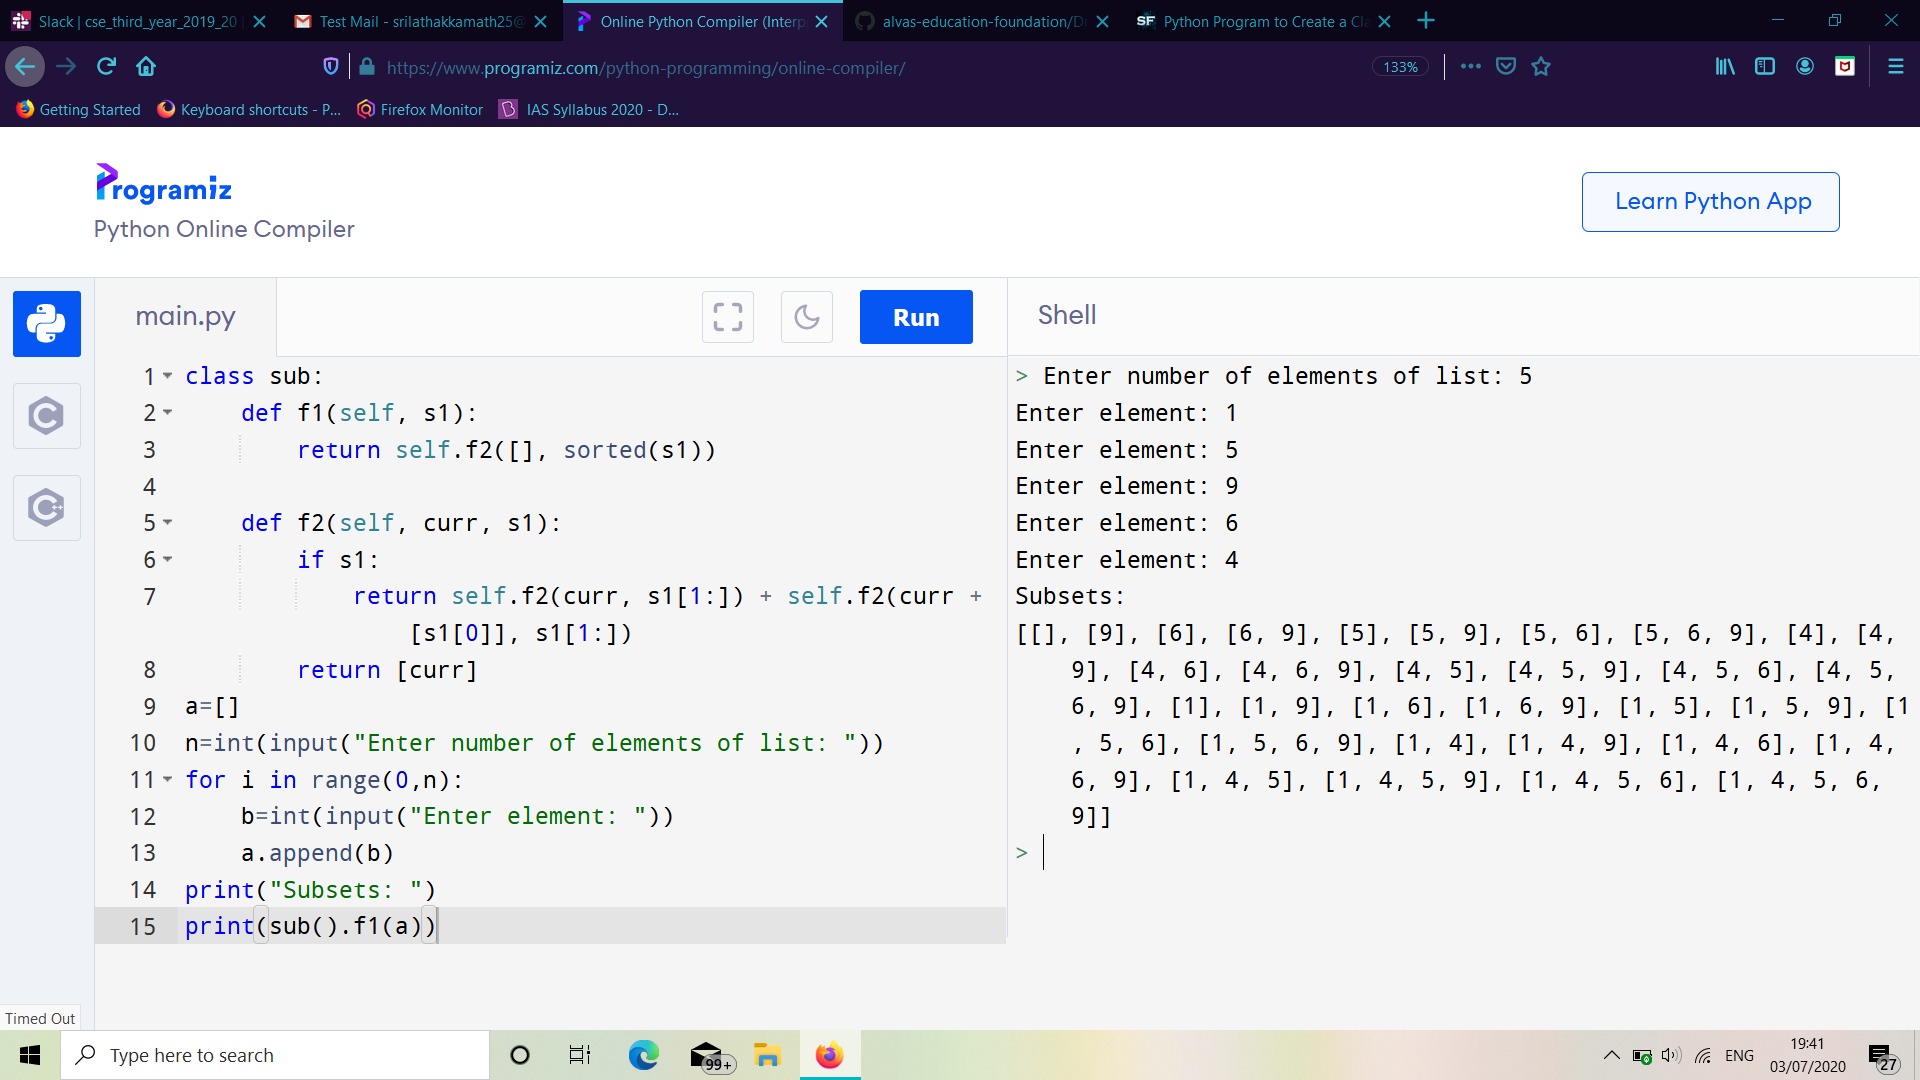 Slack | cse_third_year_2019_20
Test Mail - srilathakkamath25@
Online Python Compiler (Interp
alvas-education-foundation/D
SF Python Program to Create a Cla
https://www.programiz.com/python-programming/online-compiler/
133%
Getting Started
Keyboard shortcuts - P...
Firefox Monitor
IAS Syllabus 2020 - D...
Programiz
Python Online Compiler
Learn Python App
main.py
Run
Shell
1 class sub:
2     def f1(self, s1):
3         return self.f2([], sorted(s1))
4
5     def f2(self, curr, s1):
6         if s1:
7             return self.f2(curr, s1[1:]) + self.f2(curr +
[s1[0]], s1[1:])
8         return [curr]
9 a=[]
10 n=int(input("Enter number of elements of list: "))
11 for i in range(0,n):
12     b=int(input("Enter element: "))
13     a.append(b)
14 print("Subsets: ")
15 print(sub().f1(a))
> Enter number of elements of list: 5
Enter element: 1
Enter element: 5
Enter element: 9
Enter element: 6
Enter element: 4
Subsets:
[[], [9], [6], [6, 9], [5], [5, 9], [5, 6], [5, 6, 9], [4], [4,
9], [4, 6], [4, 6, 9], [4, 5], [4, 5, 9], [4, 5, 6], [4, 5,
6, 9], [1], [1, 9], [1, 6], [1, 6, 9], [1, 5], [1, 5, 9], [1
, 5, 6], [1, 5, 6, 9], [1, 4], [1, 4, 9], [1, 4, 6], [1, 4,
6, 9], [1, 4, 5], [1, 4, 5, 9], [1, 4, 5, 6], [1, 4, 5, 6,
9]]
>
Timed Out
Type here to search
99+
ENG
19:41
03/07/2020
27